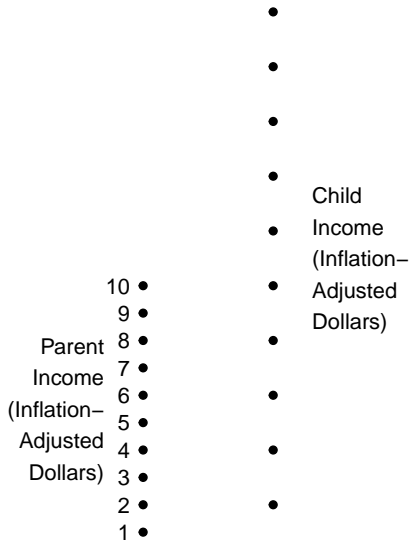 Child
Income
(Inflation−
Adjusted
Dollars)
10
9
8
7
6
5
4
3
2
1
Parent
Income
(Inflation−
Adjusted
Dollars)